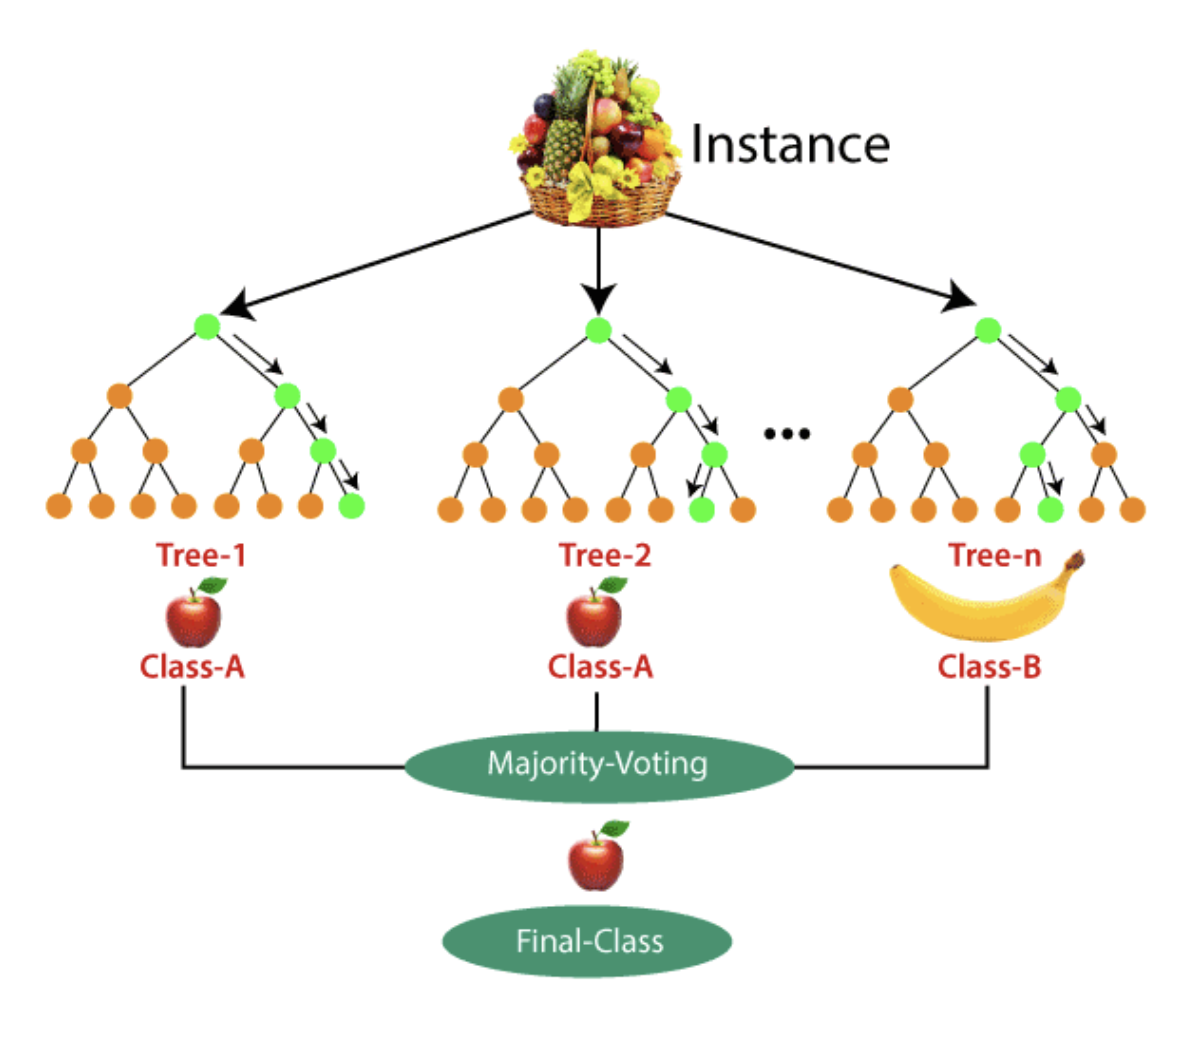 Instance
Tree-1
Tree-2
Tree-n
Class-A
Class-A
Class-B
Majority-Voting
Final-Class